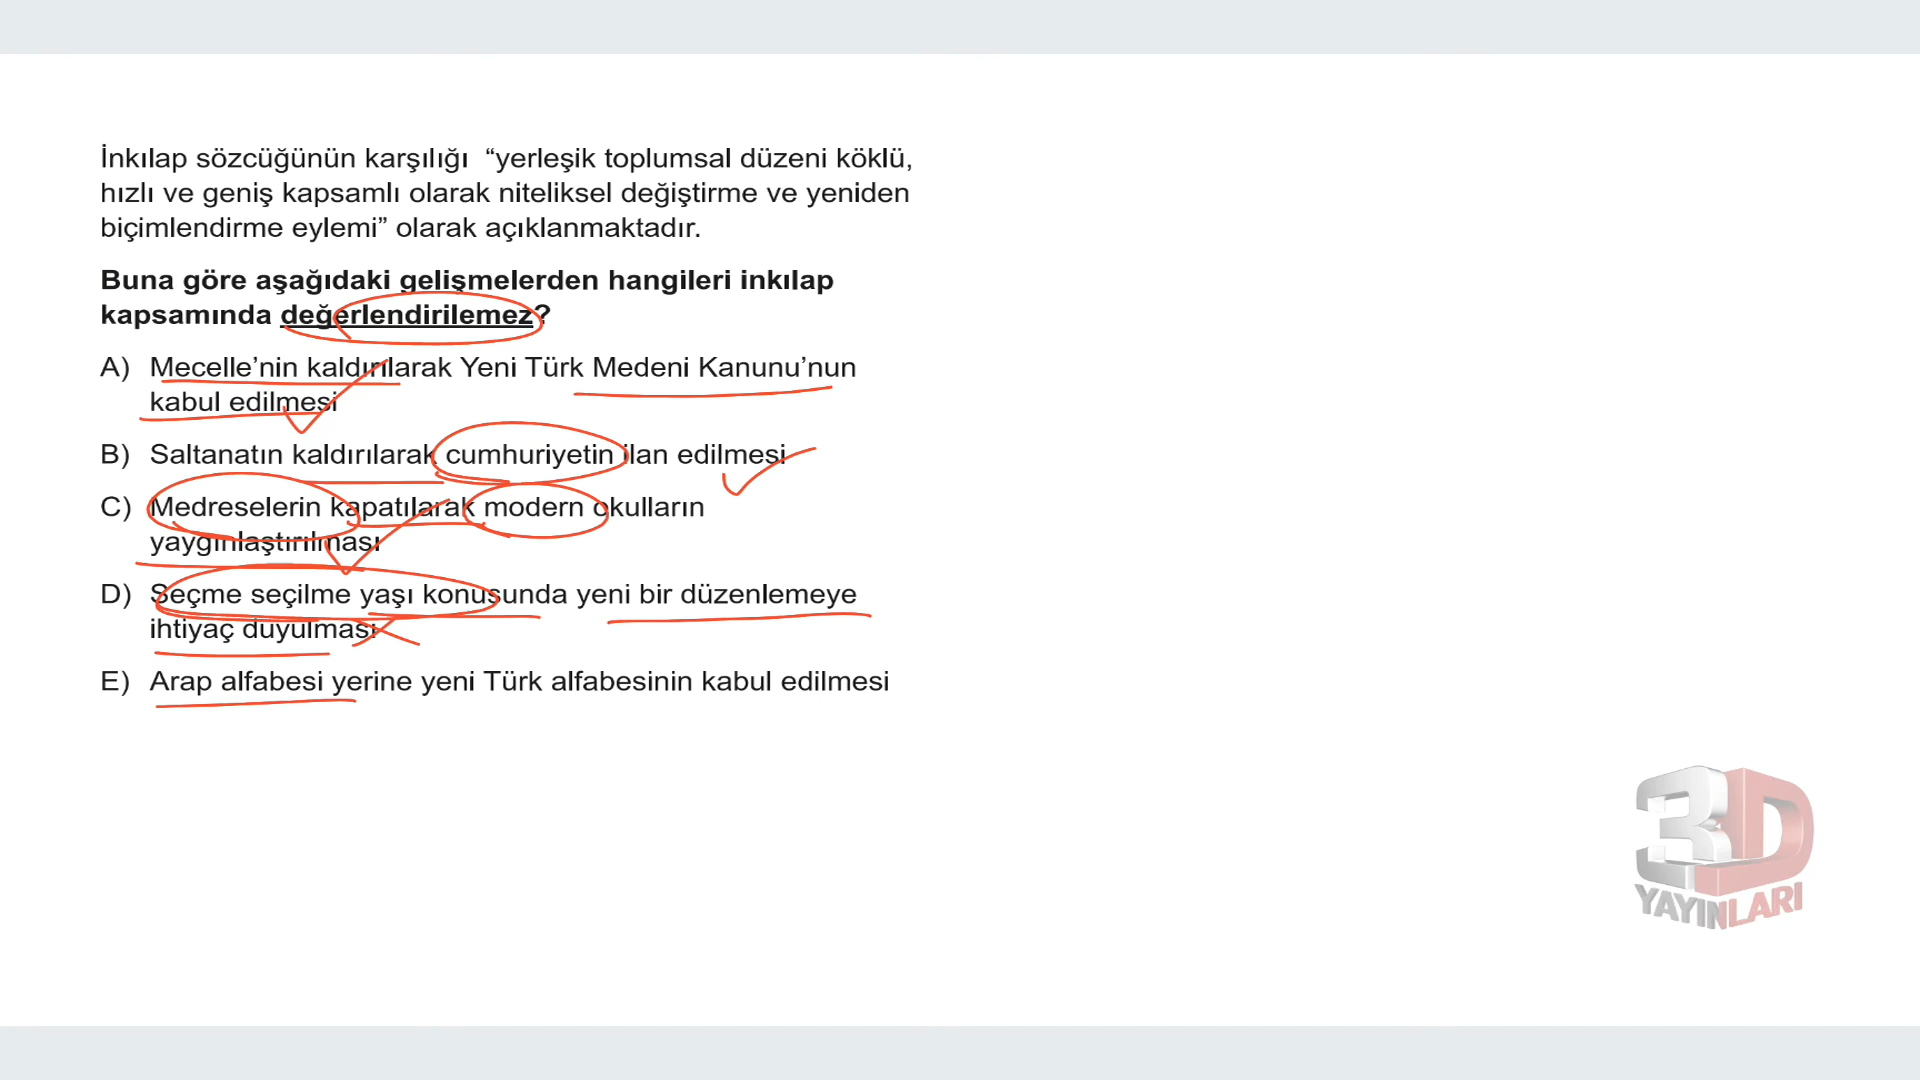 İnkılap sözcüğünün karşılığı “yerleşik toplumsal düzeni köklü,
hızlı ve geniş kapsamlı olarak niteliksel değiştirme ve yeniden
biçimlendirme eylemi” olarak açıklanmaktadır.
Buna göre aşağıdaki gelişmelerden hangileri inkılap
kapsamında değerlendirilemez?
A) Mecelle’nin kaldırılarak Yeni Türk Medeni Kanunu’nun
kabul edilmesi
B) Saltanatın kaldırılarak cumhuriyetin ilan edilmesi
C) Medreselerin kapatılarak modern okulların
yaygınlaştırılması
D) Seçme seçilme yaşı konusunda yeni bir düzenlemeye
ihtiyaç duyulması
E) Arap alfabesi yerine yeni Türk alfabesinin kabul edilmesi
3D
YAYINLARI